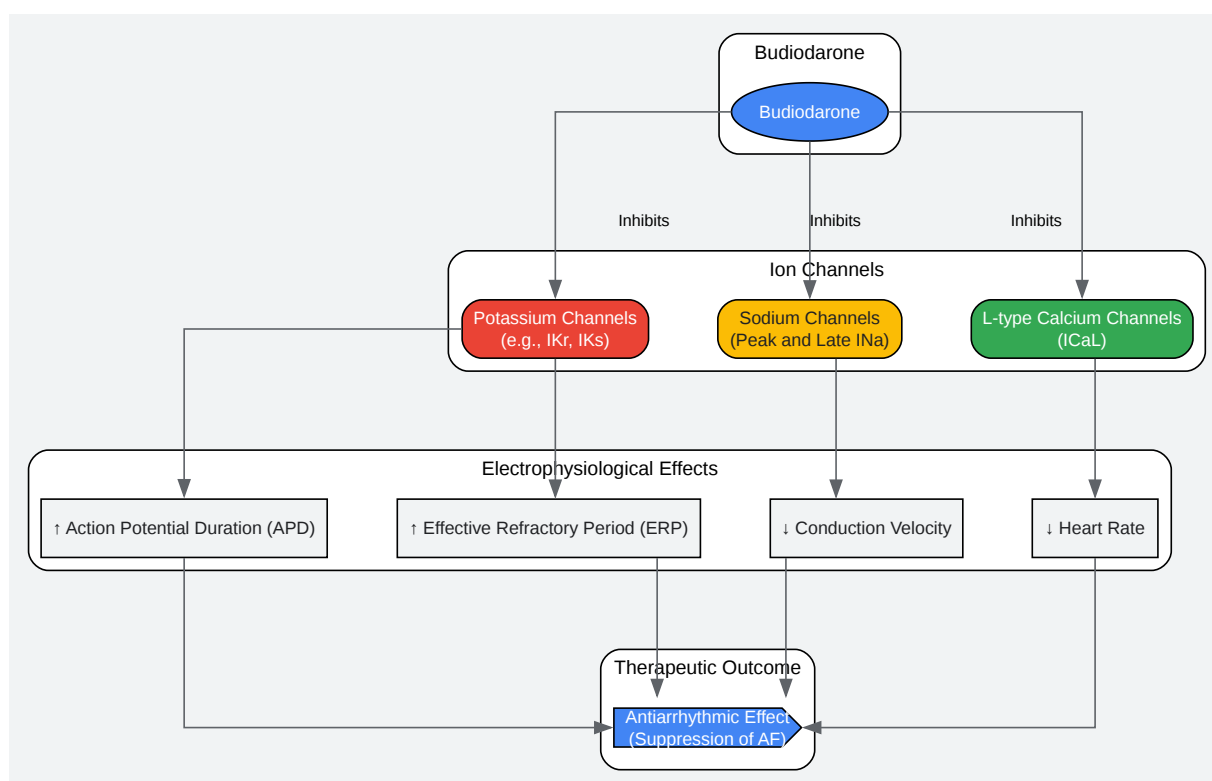 Budiodarone
Budiodarone
Inhibits
Inhibits
Inhibits
Ion Channels
Potassium Channels
(e.g., IKr, IKs)
Sodium Channels
(Peak and Late INa)
L-type Calcium Channels
(ICaL)
Electrophysiological Effects
↑ Action Potential Duration (APD)
↑ Effective Refractory Period (ERP)
↓ Conduction Velocity
↓ Heart Rate
Therapeutic Outcome
Antiarrhythmic Effect
(Suppression of AF)